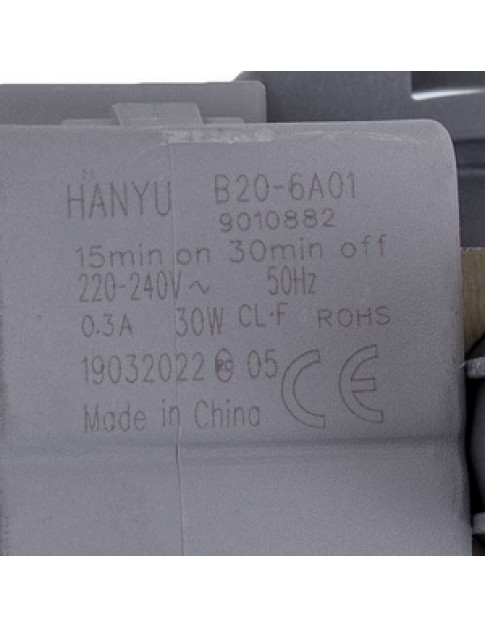 HANYU B20-6A01
9010882
15min on 30min off
220-240V~ 50Hz
0.3A 30W CL·F ROHS
19032022 05 CE
Made in China